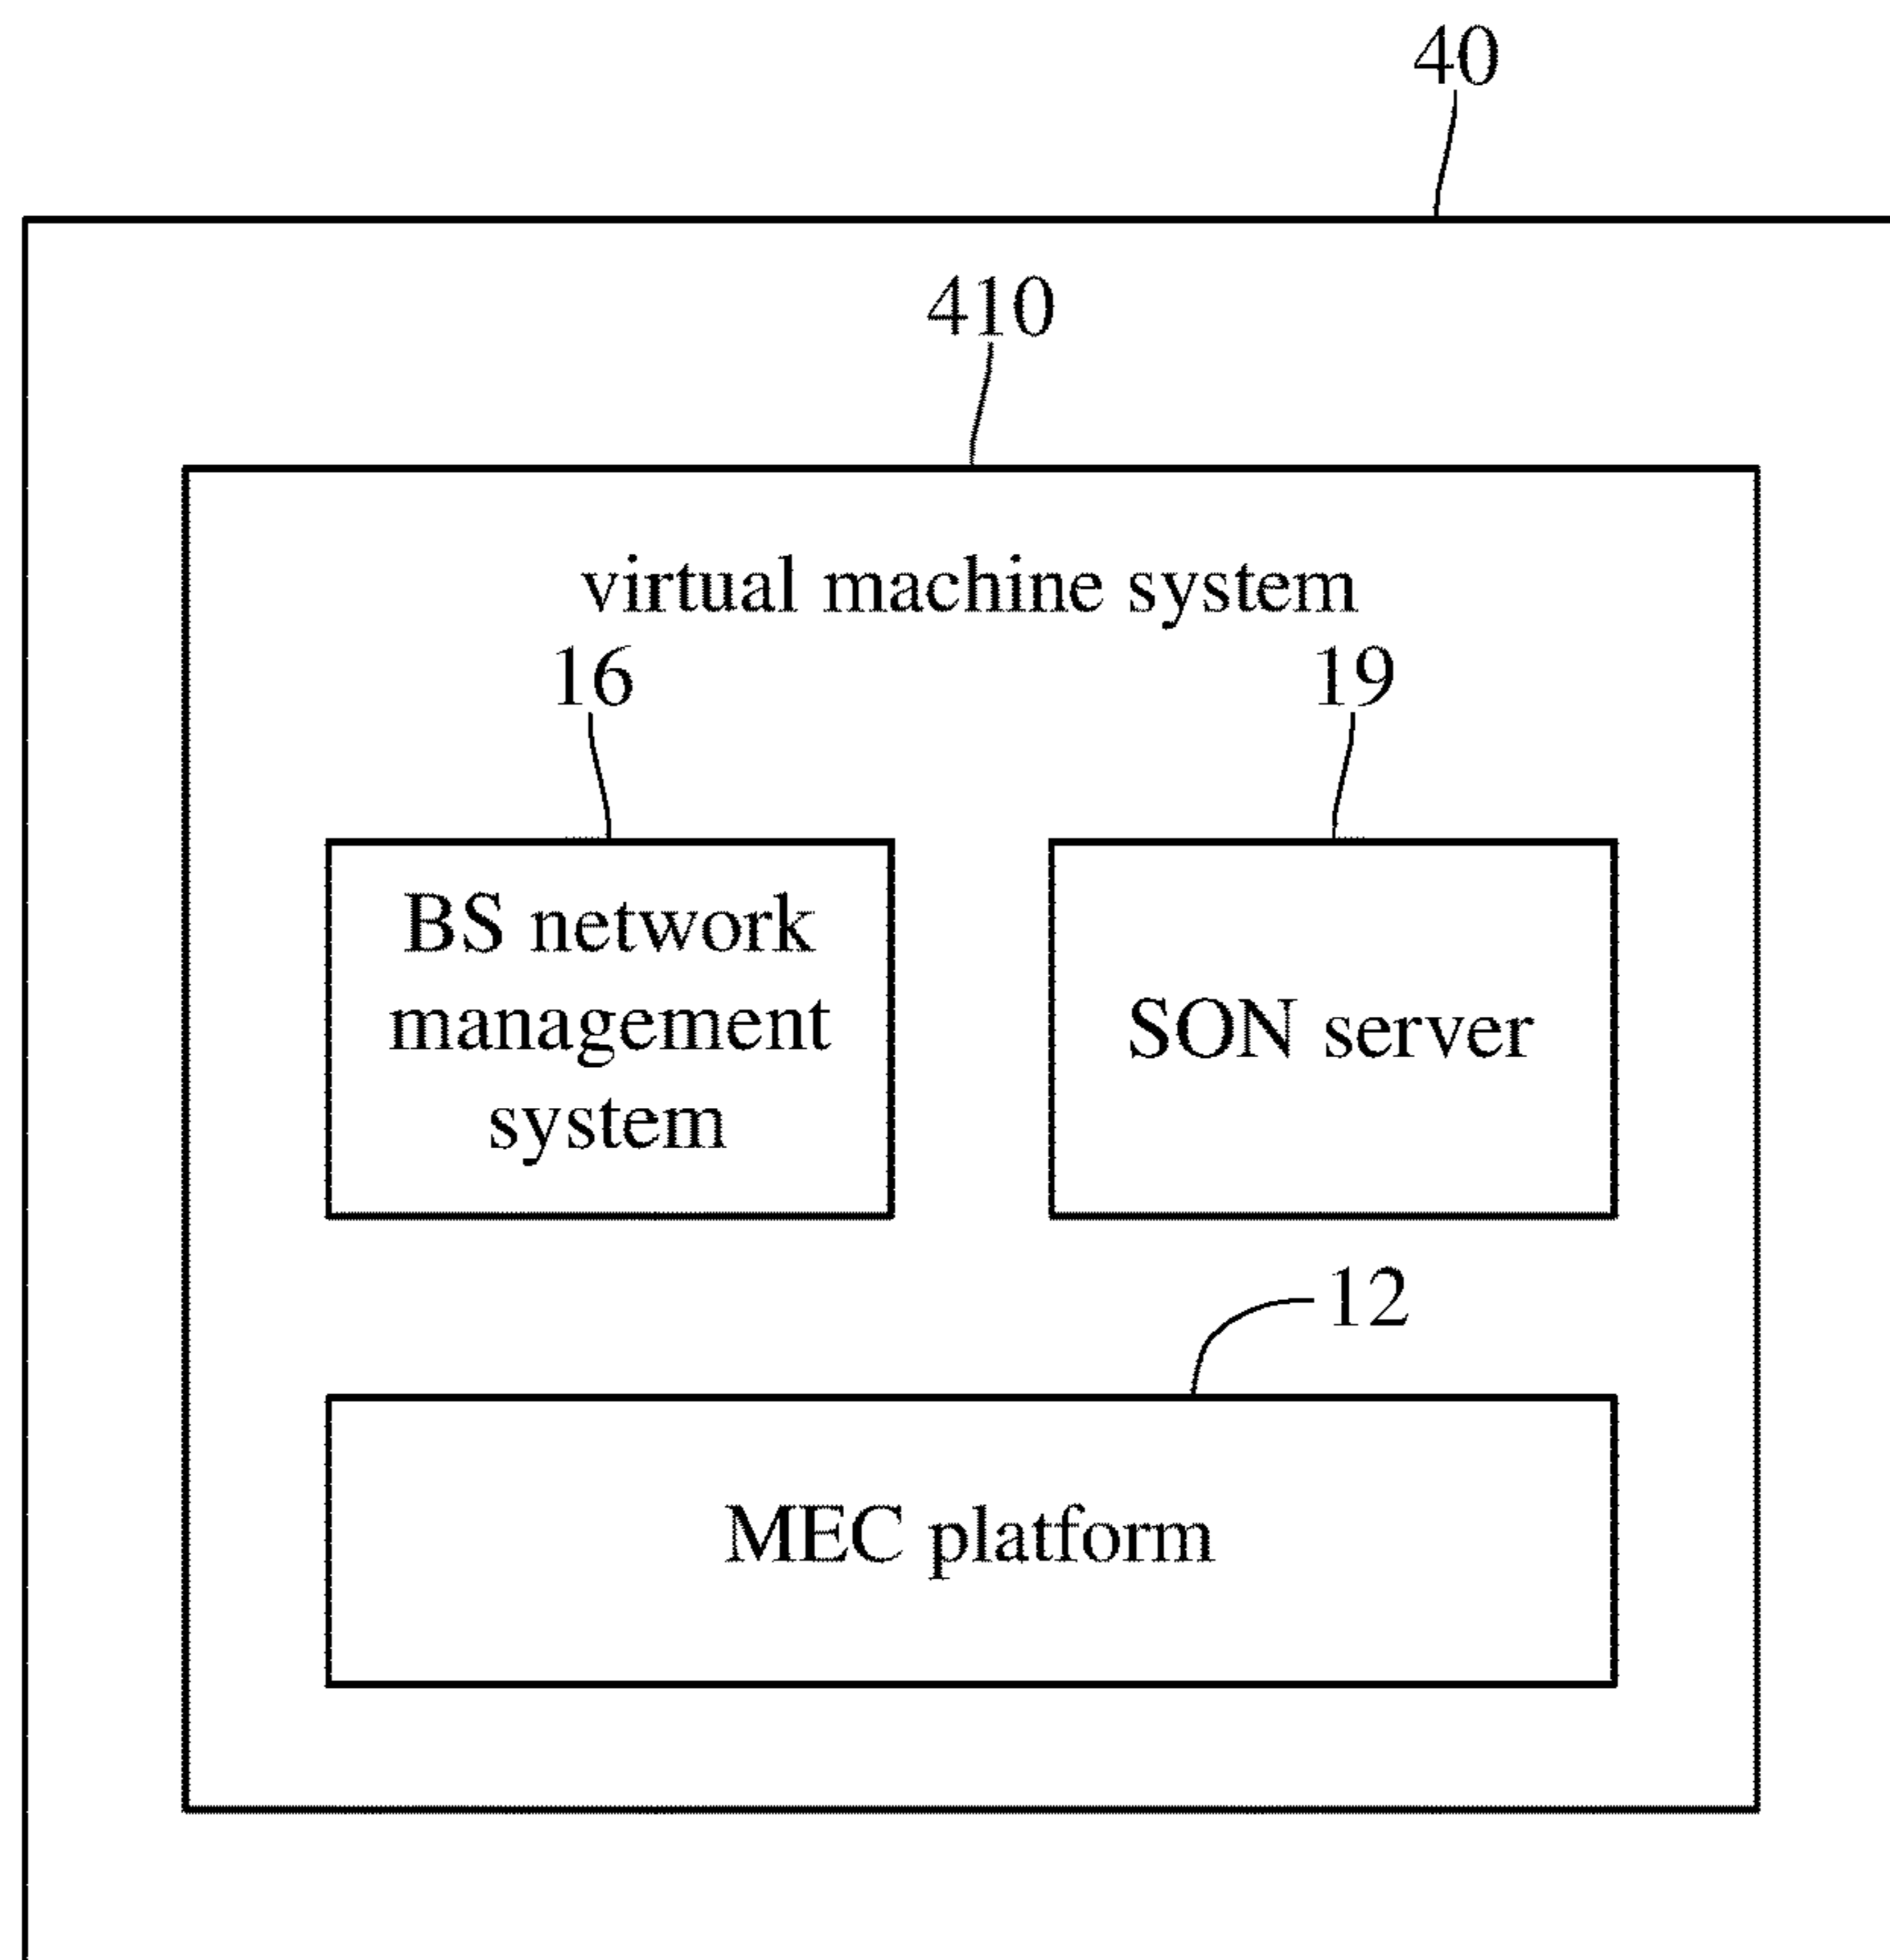 40
410
virtual machine system
16
19
BS network
management
system
SON server
12
MEC platform